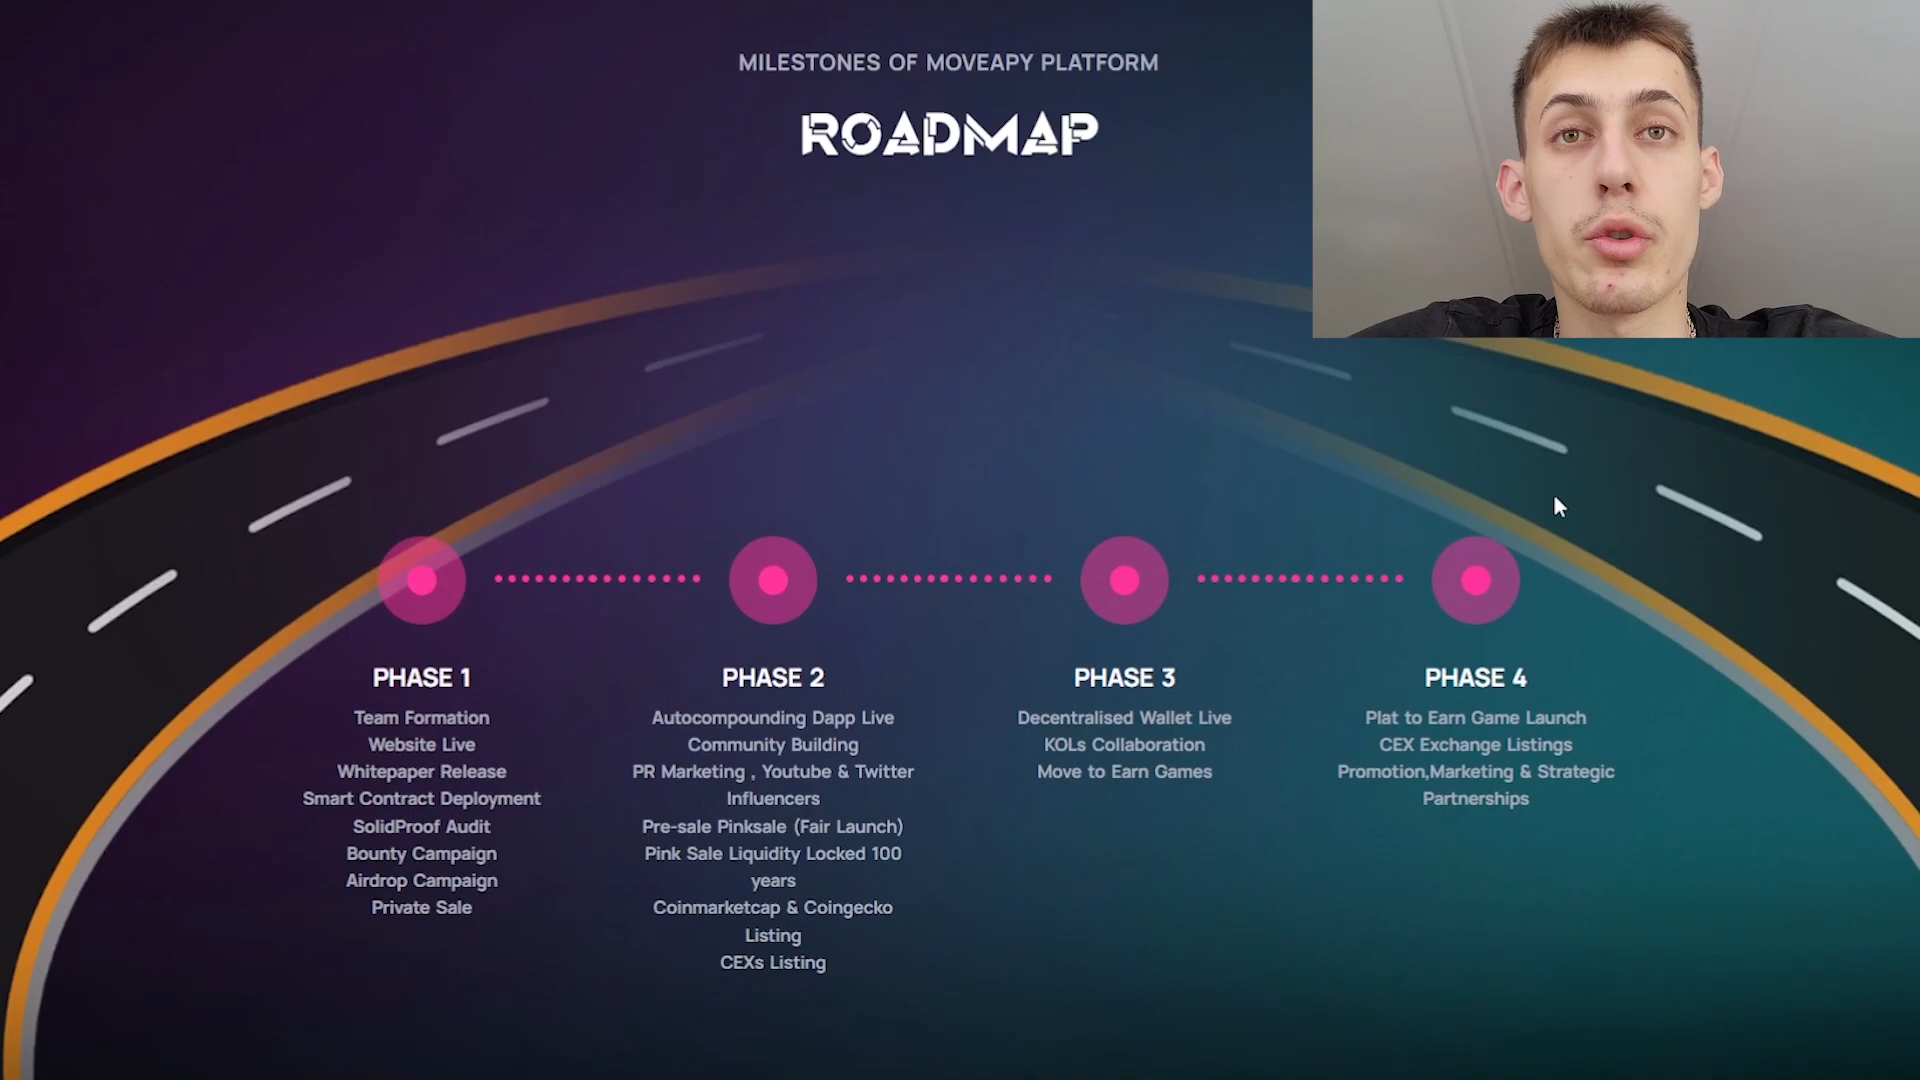 MILESTONES OF MOVEAPY PLATFORM
ROADMAP
PHASE 1
Team Formation
Website Live
Whitepaper Release
Smart Contract Deployment
SolidProof Audit
Bounty Campaign
Airdrop Campaign
Private Sale
PHASE 2
Autocompounding Dapp Live
Community Building
PR Marketing , Youtube & Twitter
Influencers
Pre-sale Pinksale (Fair Launch)
Pink Sale Liquidity Locked 100
years
Coinmarketcap & Coingecko
Listing
CEXs Listing
PHASE 3
Decentralised Wallet Live
KOLs Collaboration
Move to Earn Games
PHASE 4
Plat to Earn Game Launch
CEX Exchange Listings
Promotion,Marketing & Strategic
Partnerships